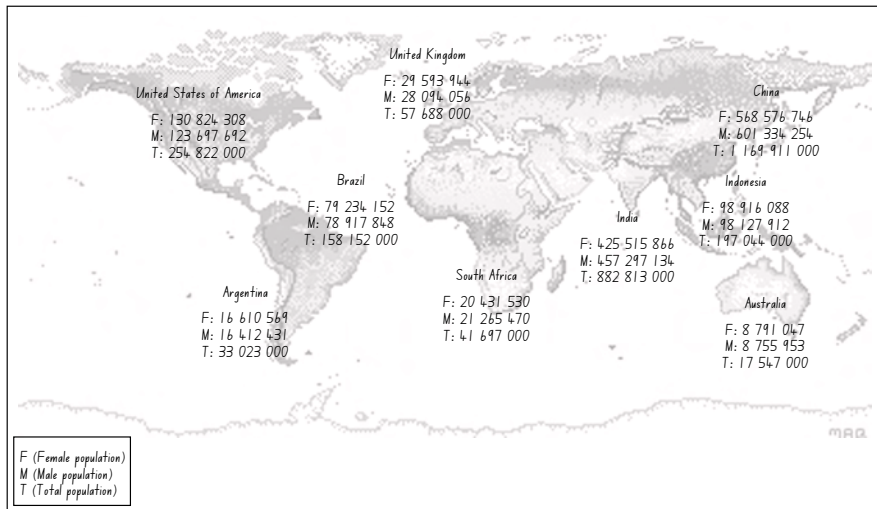 United Kingdom
F: 29 593 944
M: 28 094 056
T: 57 688 000
United States of America
F: 130 824 308
M: 123 697 692
T: 254 822 000
China
F: 568 576 746
M: 601 334 254
T: 1 169 911 000
Brazil
F: 79 234 152
M: 78 917 848
T: 158 152 000
Indonesia
F: 98 916 088
M: 98 127 912
T: 197 044 000
India
F: 425 515 866
M: 457 297 134
T: 882 813 000
South Africa
F: 20 431 530
M: 21 265 470
T: 41 697 000
Argentina
F: 16 610 569
M: 16 412 431
T: 33 023 000
Australia
F: 8 791 047
M: 8 755 953
T: 17 547 000
MAQ
F (Female population)
M (Male population)
T (Total population)